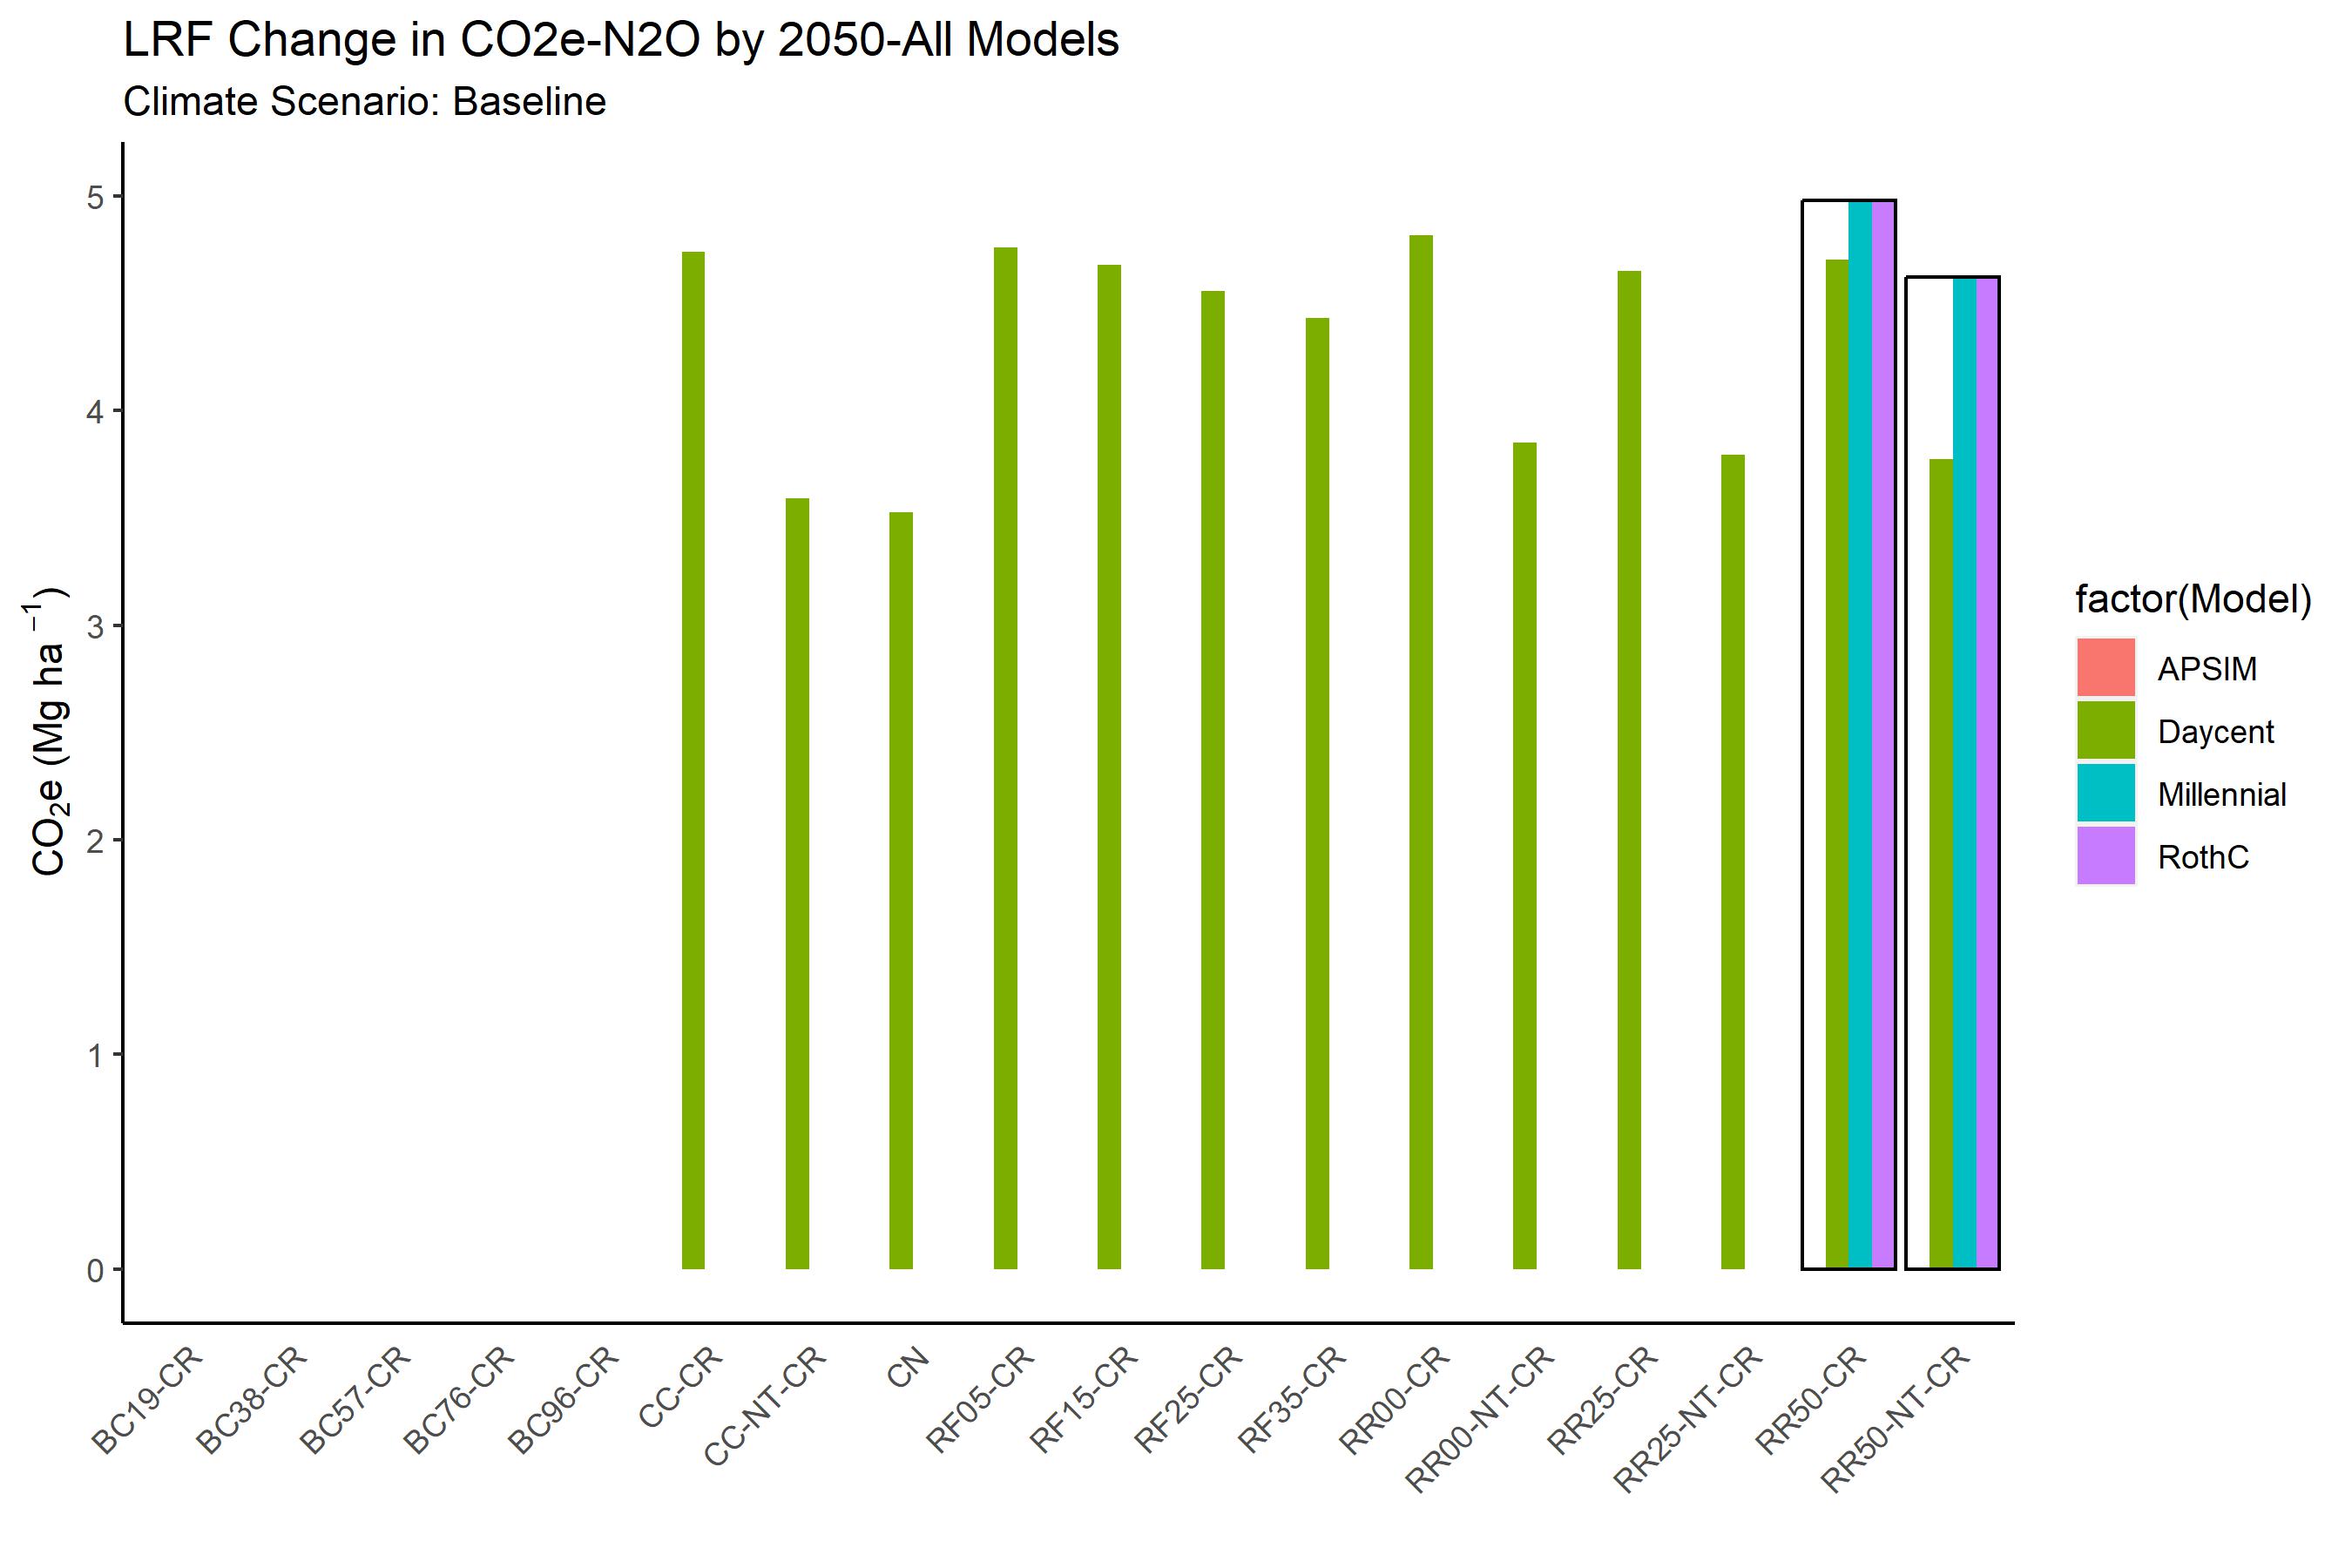 LRF Change in CO2e-N2O by 2050-All Models
Climate Scenario: Baseline
CO₂e (Mg ha ⁻¹)
5
4
3
2
1
0
BC19-CR
BC38-CR
BC57-CR
BC76-CR
BC96-CR
CC-CR
CC-NT-CR
CN
RF05-CR
RF15-CR
RF25-CR
RF35-CR
RR00-CR
RR00-NT-CR
RR25-CR
RR25-NT-CR
RR50-CR
RR50-NT-CR
factor(Model)
APSIM
Daycent
Millennial
RothC